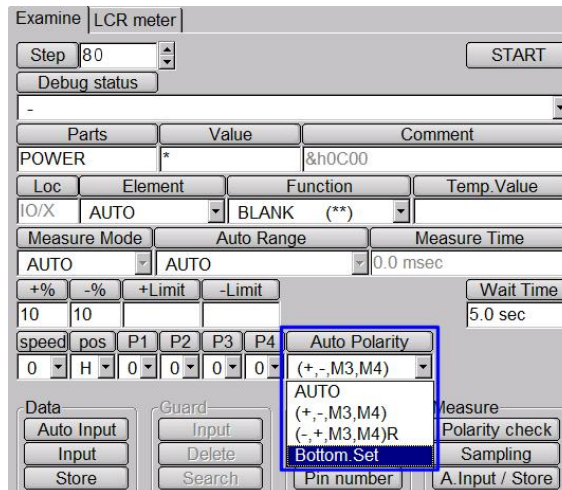 Examine LCR meter
Step 80 START
Debug status
-
Parts Value Comment
POWER * &h0C00
Loc Element Function Temp.Value
IO/X AUTO BLANK (**)
Measure Mode Auto Range Measure Time
AUTO AUTO 0.0 msec
+% -% +Limit -Limit Wait Time
10 10 5.0 sec
speed pos P1 P2 P3 P4 Auto Polarity
0 H 0 0 0 0 (+,-,M3,M4)
AUTO
Data Guard Measure
(+,-,M3,M4)
Auto Input Input (-,+,M3,M4)R Polarity check
Input Delete Bottom.Set Sampling
Store Search Pin number A.Input / Store